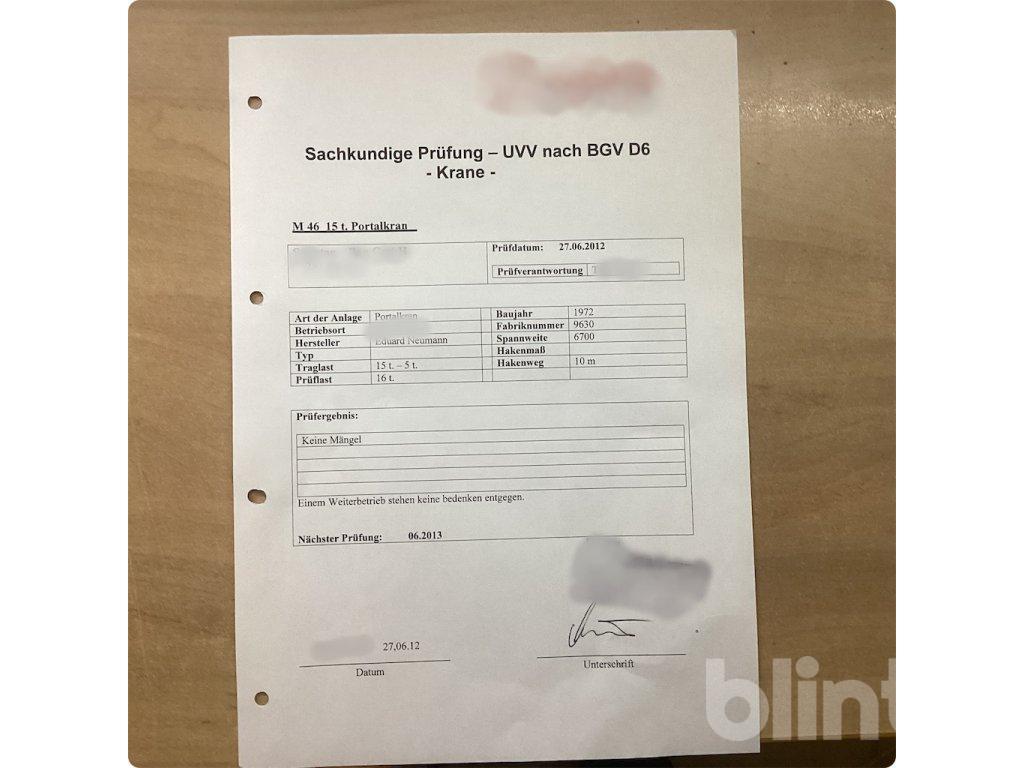 Sachkundige Prüfung – UVV nach BGV D6
- Krane -
M 46 15 t. Portalkran
Prüfdatum: 27.06.2012
Prüfverantwortung
Art der Anlage Portalkran Baujahr 1972
Betriebsort Fabriknummer 9630
Hersteller Eduard Neumann Spannweite 6700
Typ Hakenmaß
Traglast 15 t. – 5 t. Hakenweg 10 m
Prüflast 16 t.
Prüfergebnis:
Keine Mängel
Einem Weiterbetrieb stehen keine bedenken entgegen.
Nächster Prüfung: 06.2013
27,06.12
Datum Unterschrift
blint